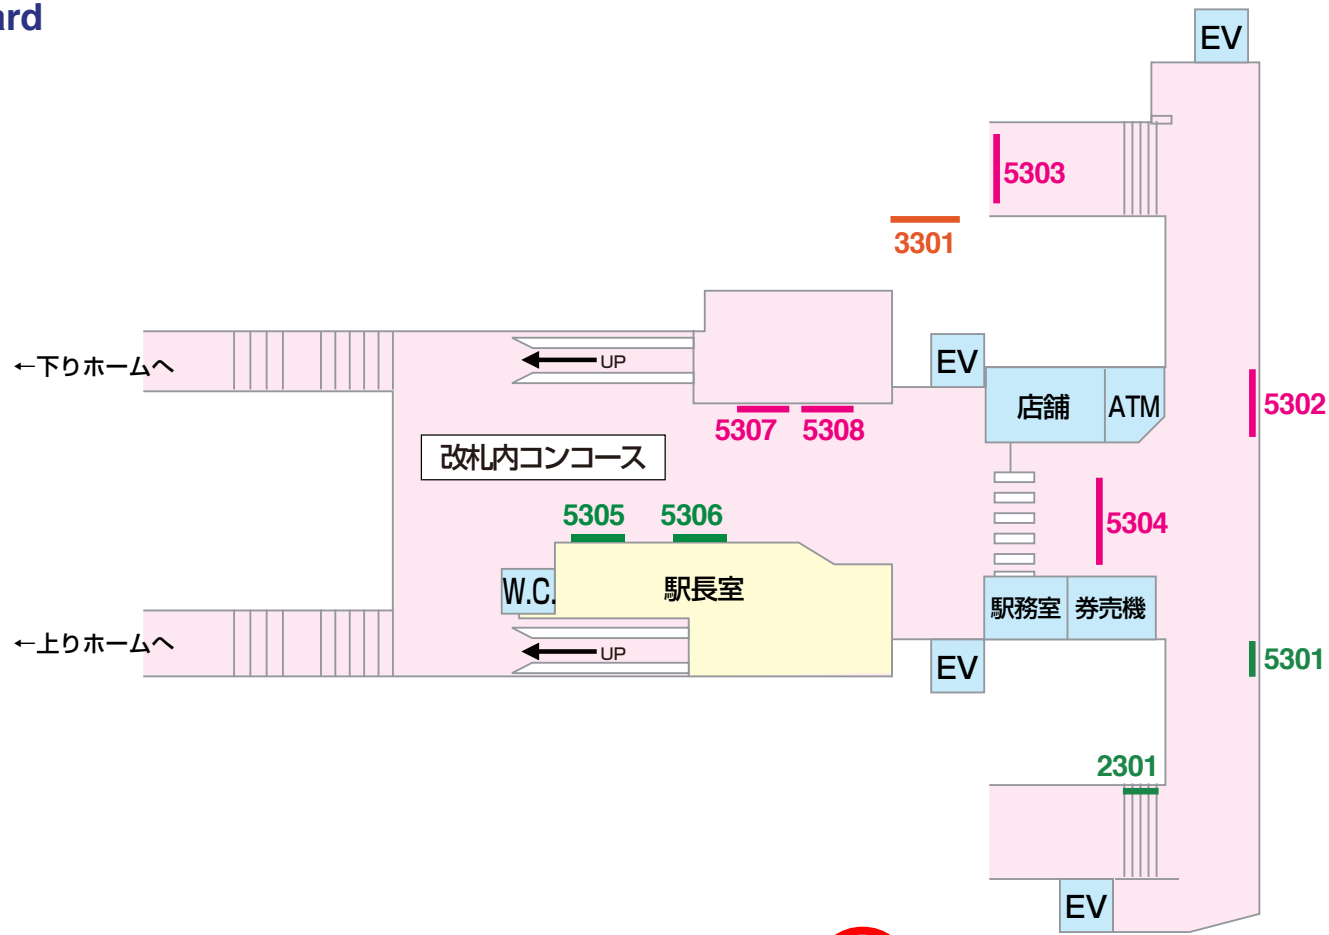 ard
EV
5303
3301
←下りホームへ
UP
EV
店舗
ATM
5302
5307
5308
改札内コンコース
5305
5306
5304
W.C.
駅長室
駅務室
券売機
←上りホームへ
UP
EV
5301
2301
EV